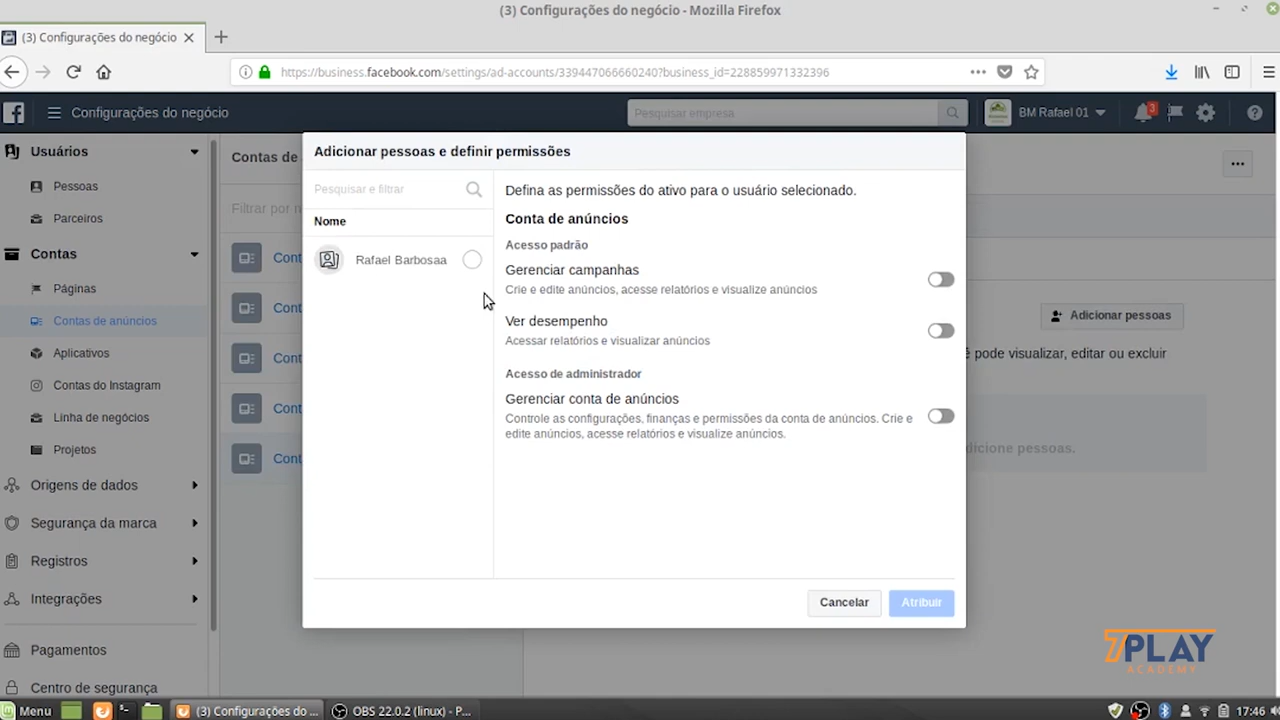 (3) Configurações do negócio - Mozilla Firefox
(3) Configurações do negócio
https://business.facebook.com/settings/ad-accounts/339447066660240?business_id=228859971332396
Configurações do negócio
Pesquisar empresa
BM Rafael 01
3
Usuários
Pessoas
Parceiros
Contas
Páginas
Contas de anúncios
Aplicativos
Contas do Instagram
Linha de negócios
Projetos
Origens de dados
Segurança da marca
Registros
Integrações
Pagamentos
Centro de segurança
Contas de
Filtrar por n
Cont
Cont
Cont
Cont
Cont
Adicionar pessoas e definir permissões
Pesquisar e filtrar
Nome
Rafael Barbosaa
Defina as permissões do ativo para o usuário selecionado.
Conta de anúncios
Acesso padrão
Gerenciar campanhas
Crie e edite anúncios, acesse relatórios e visualize anúncios
Ver desempenho
Acessar relatórios e visualizar anúncios
Acesso de administrador
Gerenciar conta de anúncios
Controle as configurações, finanças e permissões da conta de anúncios. Crie e
edite anúncios, acesse relatórios e visualize anúncios.
Cancelar
Atribuir
Adicionar pessoas
ê pode visualizar, editar ou excluir
dicione pessoas.
7PLAY
ACADEMY
Menu
(3) Configurações do ...
OBS 22.0.2 (linux) - P...
17:46